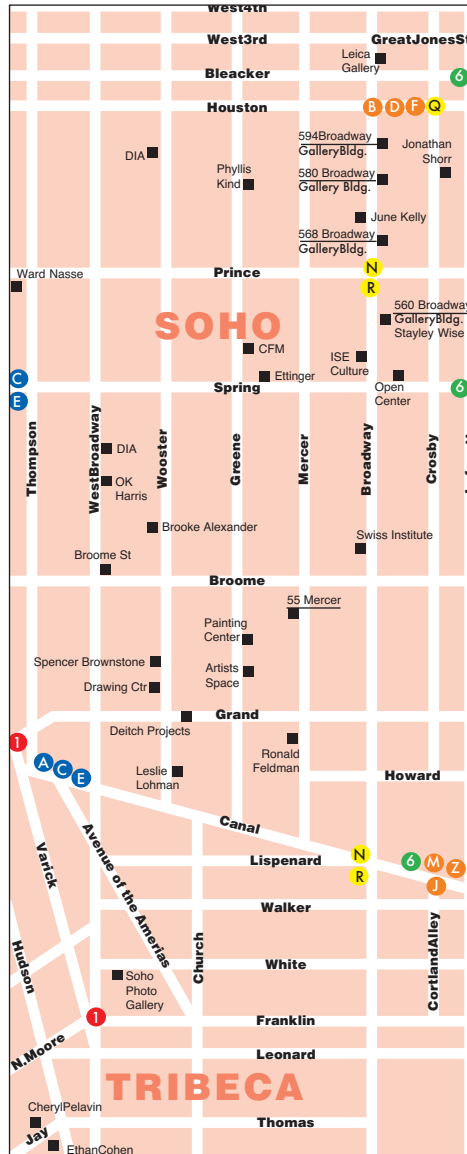 West4th
West3rd
GreatJonesSt
Leica
Gallery
Bleacker
6
Houston
B D F Q
594Broadway
GalleryBldg.
DIA
Jonathan
Shorr
Phyllis
Kind
580 Broadway
Gallery Bldg.
June Kelly
568 Broadway
GalleryBldg.
N
Ward Nasse
Prince
R
560 Broadway
GalleryBldg.
Stayley Wise
SOHO
CFM
ISE
Culture
C
Ettinger
Spring
6
E
Open
Center
Thompson
WestBroadway
Wooster
Greene
Mercer
Broadway
Crosby
DIA
OK
Harris
Brooke Alexander
Swiss Institute
Broome St
Broome
55 Mercer
Painting
Center
Spencer Brownstone
Artists
Space
Drawing Ctr
Grand
Deitch Projects
1
Ronald
Feldman
A C E
Leslie
Lohman
Howard
Canal
Varick
Avenue of the Amerias
Lispenard
N
R
6 M Z
J
Walker
Hudson
Church
White
CortlandAlley
Soho
Photo
Gallery
1
Franklin
N.Moore
Leonard
TRIBECA
CherylPelavin
Thomas
Jay
EthanCohen